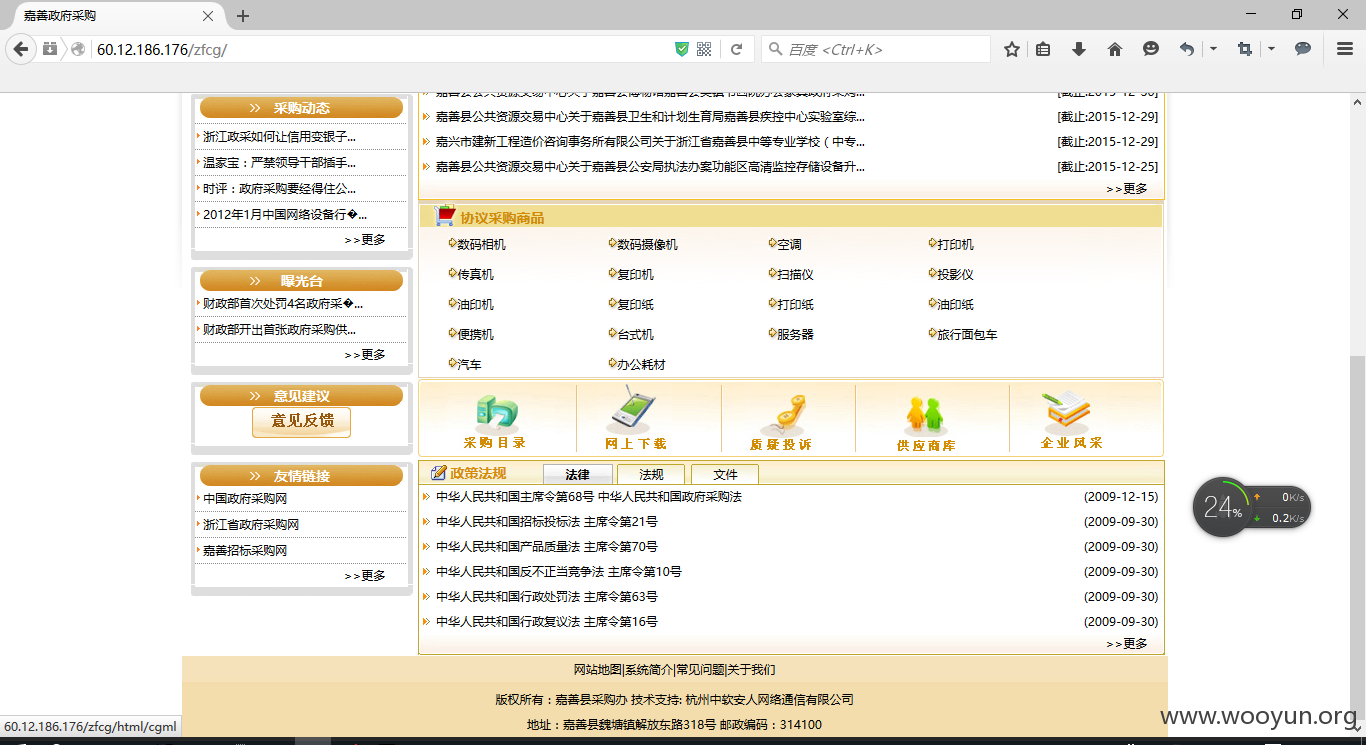 嘉善政府采购
60.12.186.176/zfcg/
百度 <Ctrl+K>
采购动态
浙江政采如何让信用变银子...
温家宝：严禁领导干部插手...
时评：政府采购要经得住公...
2012年1月中国网络设备行�...
>>更多
曝光台
财政部首次处罚4名政府采�...
财政部开出首张政府采购供...
>>更多
意见建议
意见反馈
友情链接
中国政府采购网
浙江省政府采购网
嘉善招标采购网
>>更多
[截止:2015-12-30]
嘉善县公共资源交易中心关于嘉善县卫生和计划生育局嘉善县疾控中心实验室综... [截止:2015-12-29]
嘉兴市建新工程造价咨询事务所有限公司关于浙江省嘉善县中等专业学校（中专... [截止:2015-12-29]
嘉善县公共资源交易中心关于嘉善县公安局执法办案功能区高清监控存储设备升... [截止:2015-12-25]
>>更多
协议采购商品
数码相机 数码摄像机 空调 打印机
传真机 复印机 扫描仪 投影仪
油印机 复印纸 打印纸 油印纸
便携机 台式机 服务器 旅行面包车
汽车 办公耗材
采购目录 网上下载 质疑投诉 供应商库 企业风采
政策法规 法律 法规 文件
中华人民共和国主席令第68号 中华人民共和国政府采购法 (2009-12-15)
中华人民共和国招标投标法 主席令第21号 (2009-09-30)
中华人民共和国产品质量法 主席令第70号 (2009-09-30)
中华人民共和国反不正当竞争法 主席令第10号 (2009-09-30)
中华人民共和国行政处罚法 主席令第63号 (2009-09-30)
中华人民共和国行政复议法 主席令第16号 (2009-09-30)
>>更多
24%
0K/s
0.2K/s
网站地图|系统简介|常见问题|关于我们
版权所有：嘉善县采购办 技术支持: 杭州中软安人网络通信有限公司
地址：嘉善县魏塘镇解放东路318号 邮政编码：314100
60.12.186.176/zfcg/html/cgml
www.wooyun.org